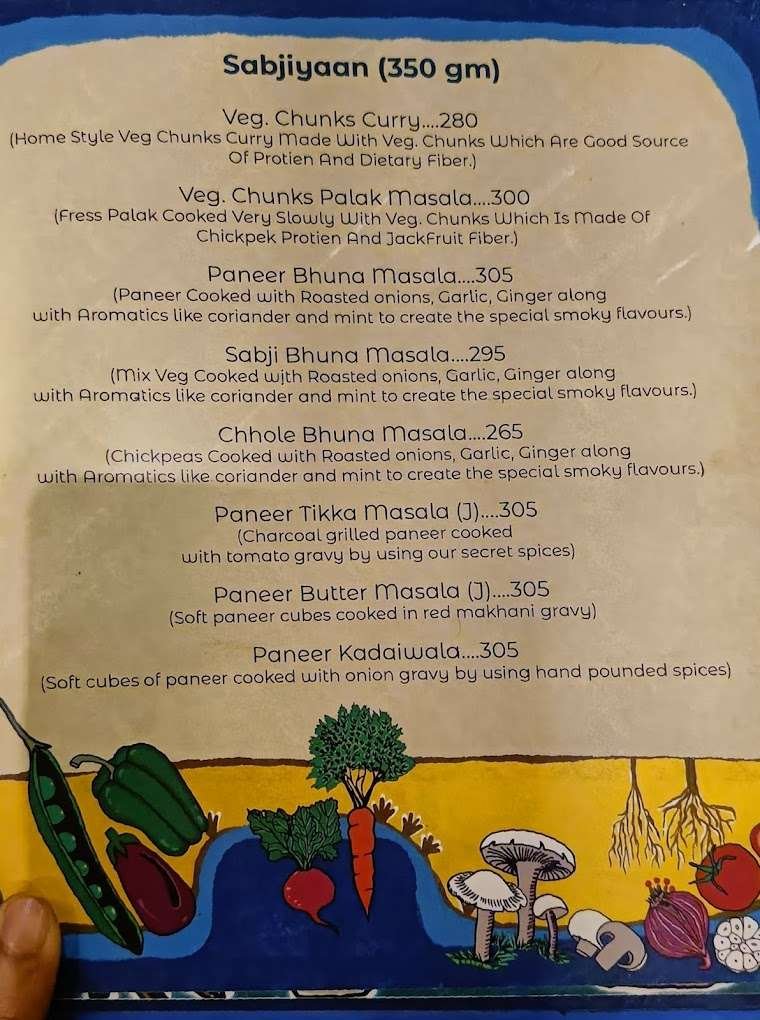 Sabjiyaan (350 gm)
Veg. Chunks Curry....280
(Home Style Veg Chunks Curry Made With Veg. Chunks Which Are Good Source
Of Protien And Dietary Fiber.)
Veg. Chunks Palak Masala....300
(Fress Palak Cooked Very Slowly With Veg. Chunks Which Is Made Of
Chickpek Protien And JackFruit Fiber.)
Paneer Bhuna Masala....305
(Paneer Cooked with Roasted onions, Garlic, Ginger along
with Aromatics like coriander and mint to create the special smoky flavours.)
Sabji Bhuna Masala....295
(Mix Veg Cooked with Roasted onions, Garlic, Ginger along
with Aromatics like coriander and mint to create the special smoky flavours.)
Chhole Bhuna Masala....265
(Chickpeas Cooked with Roasted onions, Garlic, Ginger along
with Aromatics like coriander and mint to create the special smoky flavours.)
Paneer Tikka Masala (J)....305
(Charcoal grilled paneer cooked
with tomato gravy by using our secret spices)
Paneer Butter Masala (J)....305
(Soft paneer cubes cooked in red makhani gravy)
Paneer Kadaiwala....305
(Soft cubes of paneer cooked with onion gravy by using hand pounded spices)